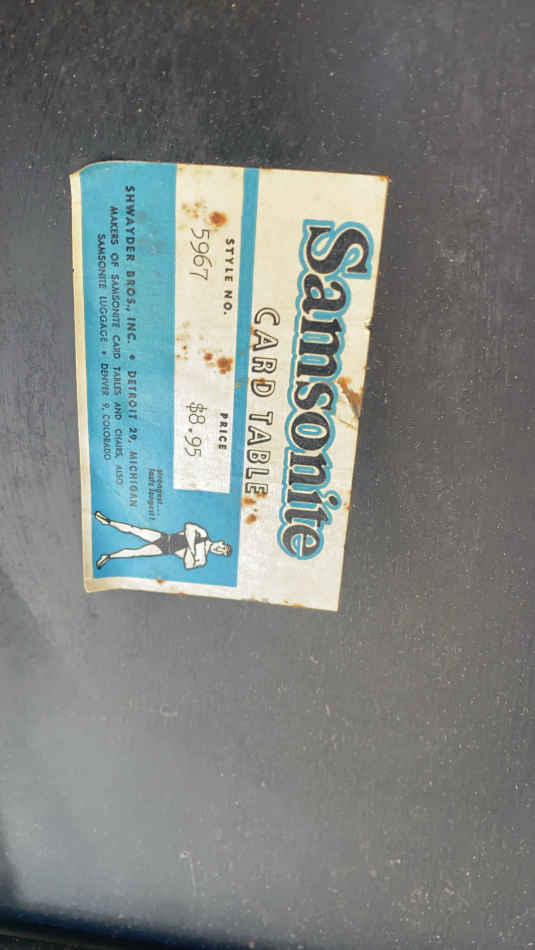 Samsonite
CARD TABLE
STYLE NO. PRICE
5967 $8.95
strongest...
lasts longest!
SHWAYDER BROS., INC. • DETROIT 29, MICHIGAN
MAKERS OF SAMSONITE CARD TABLES AND CHAIRS, ALSO
SAMSONITE LUGGAGE • DENVER 9, COLORADO